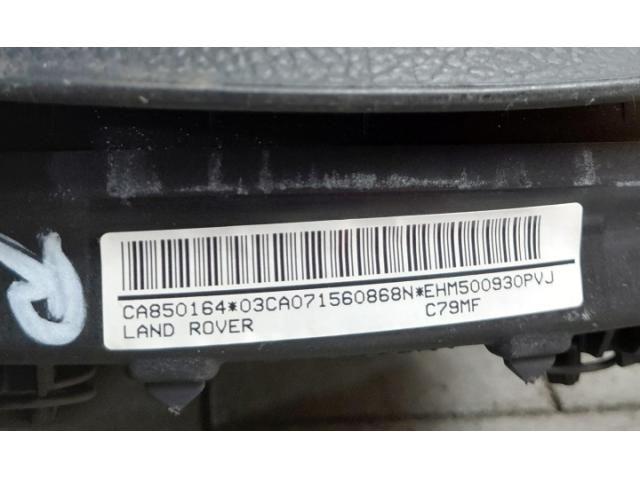 R
CA850164*03CA071560868N*EHM500930PVJ
LAND ROVER C79MF